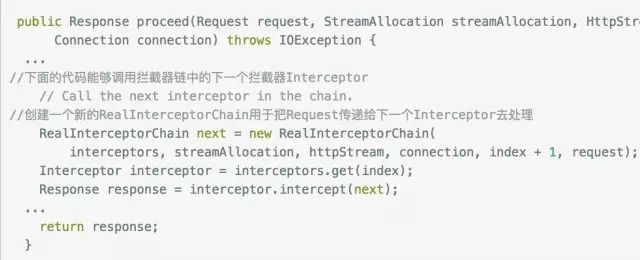 public Response proceed(Request request, StreamAllocation streamAllocation, HttpStr
Connection connection) throws IOException {
...
//下面的代码能够调用拦截器链中的下一个拦截器Interceptor
// Call the next interceptor in the chain.
//创建一个新的RealInterceptorChain用于把Request传递给下一个Interceptor去处理
RealInterceptorChain next = new RealInterceptorChain(
interceptors, streamAllocation, httpStream, connection, index + 1, request);
Interceptor interceptor = interceptors.get(index);
Response response = interceptor.intercept(next);
...
return response;
}